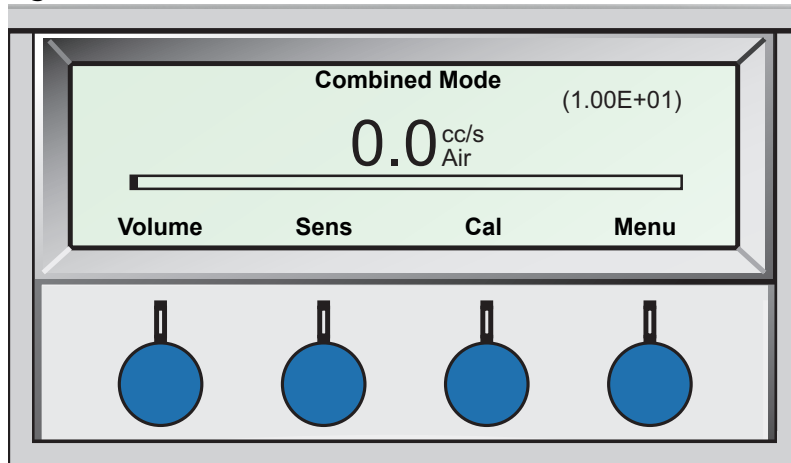 Combined Mode
(1.00E+01)
0.0 cc/s
Air
Volume Sens Cal Menu